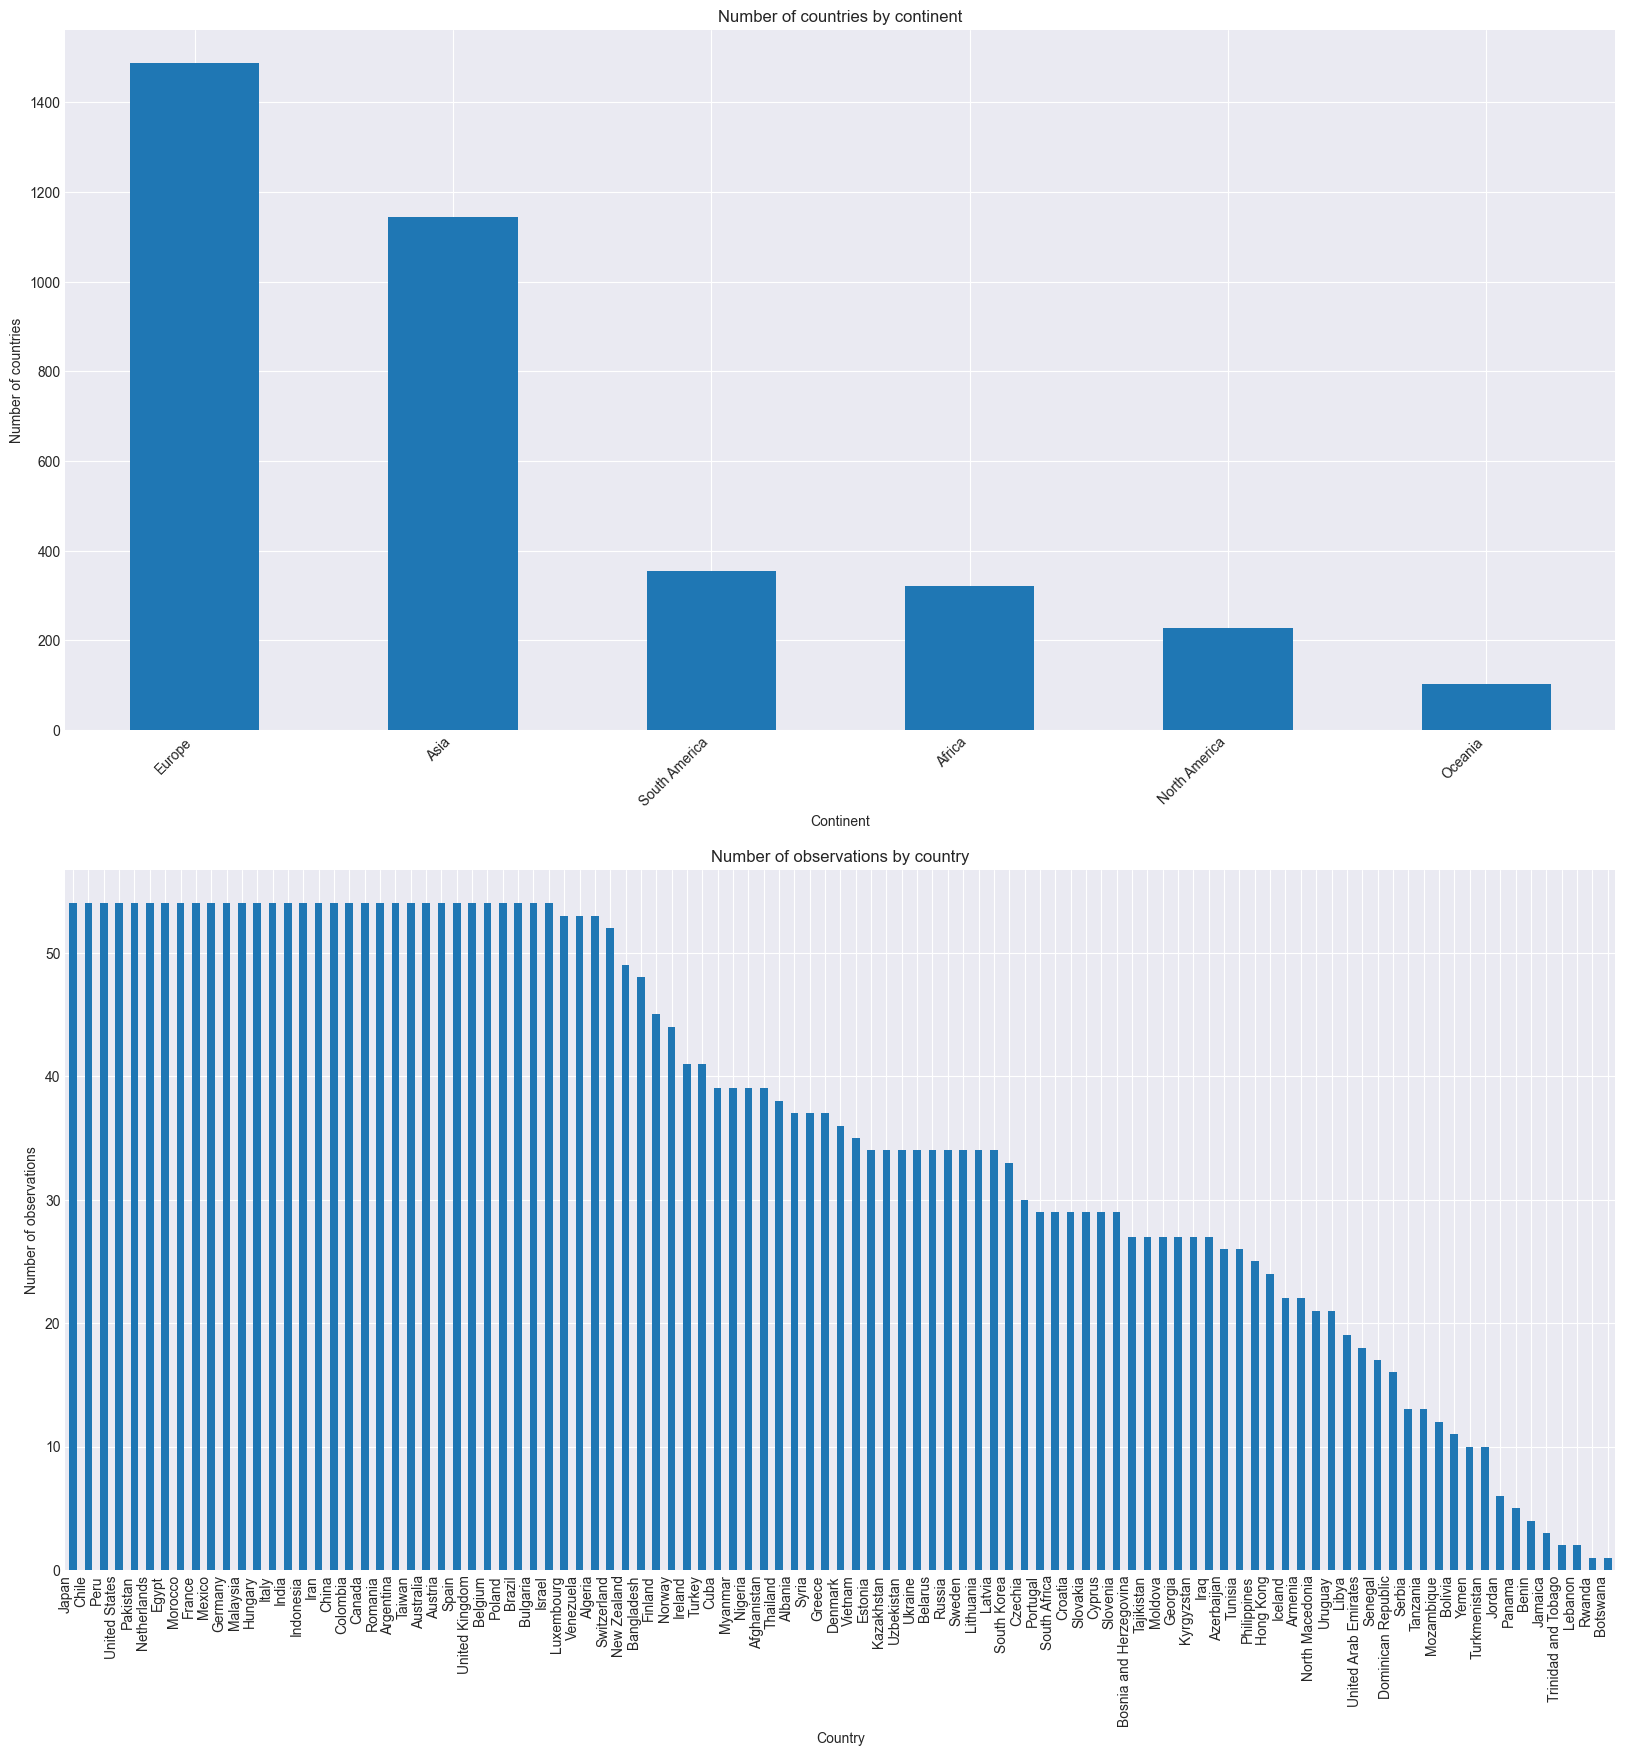 Number of countries by continent
1400
1200
1000
800
600
400
200
0
Number of countries
Europe
Asia
South America
Africa
North America
Oceania
Continent
Number of observations by country
50
40
30
20
10
0
Number of observations
Japan
Chile
Peru
United States
Pakistan
Netherlands
Egypt
Morocco
France
Mexico
Germany
Malaysia
Hungary
Italy
India
Indonesia
Iran
China
Colombia
Canada
Romania
Argentina
Taiwan
Australia
Austria
Spain
United Kingdom
Belgium
Poland
Brazil
Bulgaria
Israel
Luxembourg
Venezuela
Algeria
Switzerland
New Zealand
Bangladesh
Finland
Norway
Ireland
Turkey
Cuba
Myanmar
Nigeria
Afghanistan
Thailand
Albania
Syria
Greece
Denmark
Vietnam
Estonia
Kazakhstan
Uzbekistan
Ukraine
Belarus
Russia
Sweden
Lithuania
Latvia
South Korea
Czechia
Portugal
South Africa
Croatia
Slovakia
Cyprus
Slovenia
Bosnia and Herzegovina
Tajikistan
Moldova
Georgia
Kyrgyzstan
Iraq
Azerbaijan
Tunisia
Philippines
Hong Kong
Iceland
Armenia
North Macedonia
Uruguay
Libya
United Arab Emirates
Senegal
Dominican Republic
Serbia
Tanzania
Mozambique
Bolivia
Yemen
Turkmenistan
Jordan
Panama
Benin
Jamaica
Trinidad and Tobago
Lebanon
Rwanda
Botswana
Country